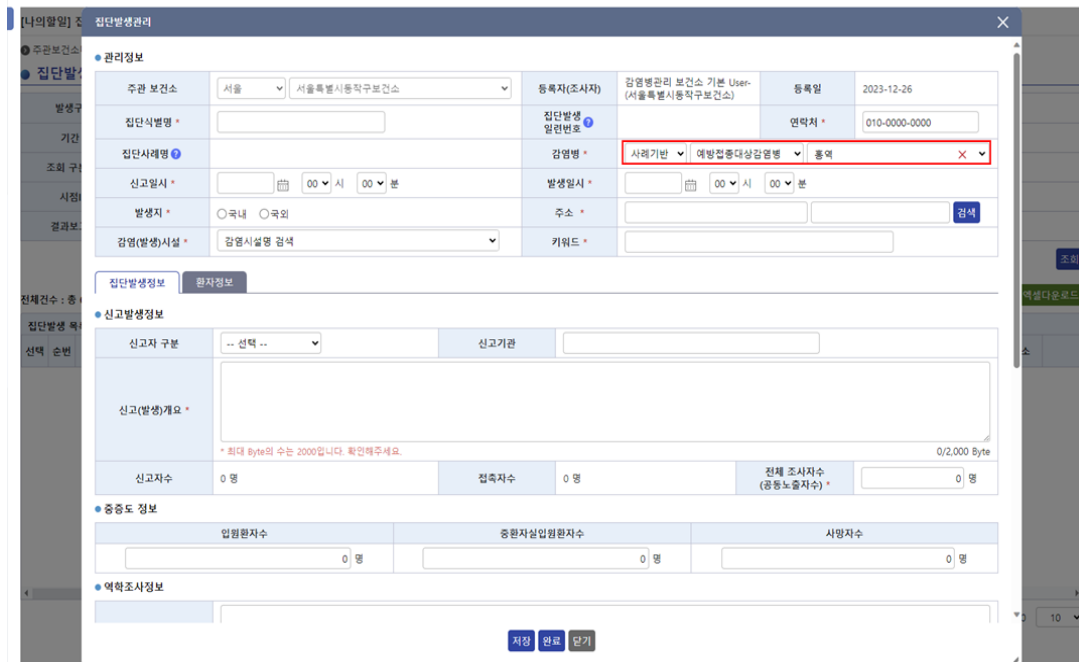 [나의할일] 집
집단발생관리
주관보건소
● 관리정보
집단발생
주관 보건소 서울 서울특별시동작구보건소 등록자(조사자) 감염병관리 보건소 기본 User-(서울특별시동작구보건소) 등록일 2023-12-26
발생구
집단식별명 * 집단발생 일련번호 ? 연락처 * 010-0000-0000
기간
집단사례명 ? 감염병 * 사례기반 예방접종대상감염병 홍역 ×
조회 구분
신고일시 * 00 시 00 분 발생일시 * 00 시 00 분
발생지 * 국내 국외 주소 * 검색
결과보고
감염(발생)시설 * 감염시설명 검색 키워드 *
조회
집단발생정보 환자정보
전체건수 : 총
엑셀다운로드
● 신고발생정보
집단발생 목록
선택 순번
신고자 구분 -- 선택 -- 신고기관
소
신고(발생)개요 *
* 최대 Byte의 수는 2000입니다. 확인해주세요. 0/2,000 Byte
신고자수 0 명 접촉자수 0 명 전체 조사자수 (공동노출자수) * 0 명
● 중증도 정보
입원환자수 중환자실입원환자수 사망자수
0 명 0 명 0 명
● 역학조사정보
10
저장 완료 닫기